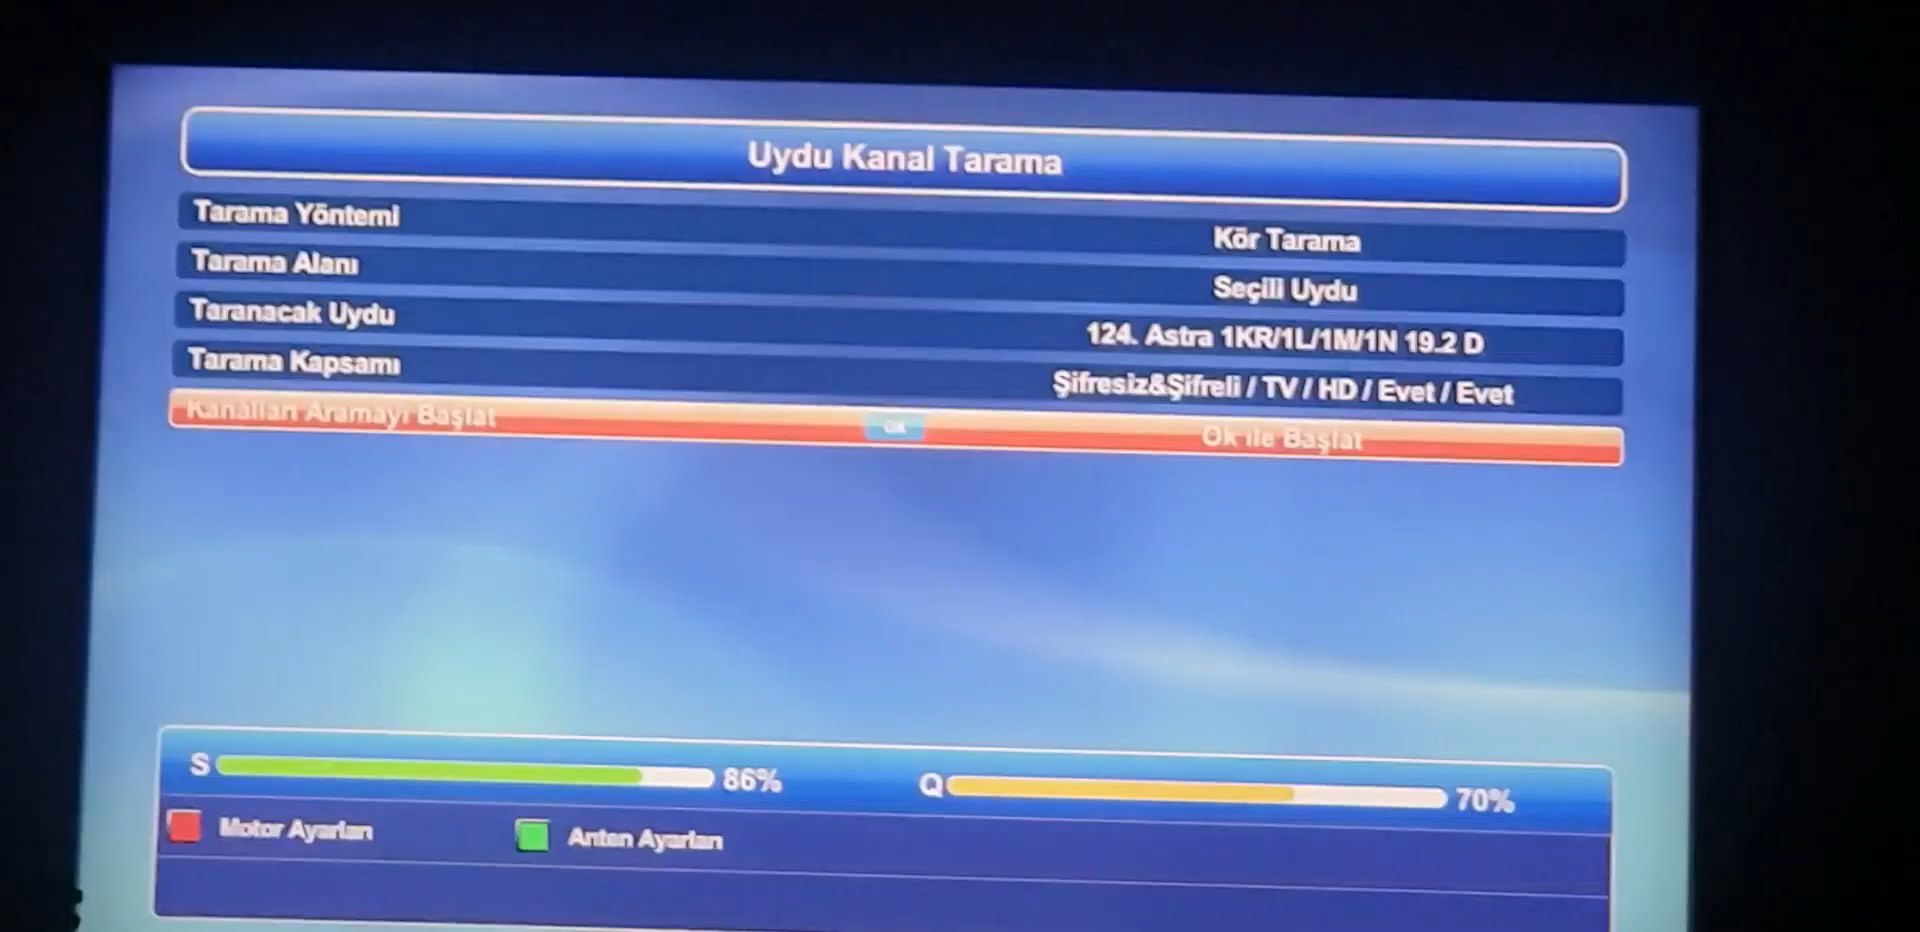 Uydu Kanal Tarama
Tarama Yöntemi Kör Tarama
Tarama Alanı Seçili Uydu
Taranacak Uydu 124. Astra 1KR/1L/1M/1N 19.2 D
Tarama Kapsamı Şifresiz&Şifreli / TV / HD / Evet / Evet
Kanalları Aramayı Başlat OK Ok ile Başlat
S 86% Q 70%
Motor Ayarları Anten Ayarları